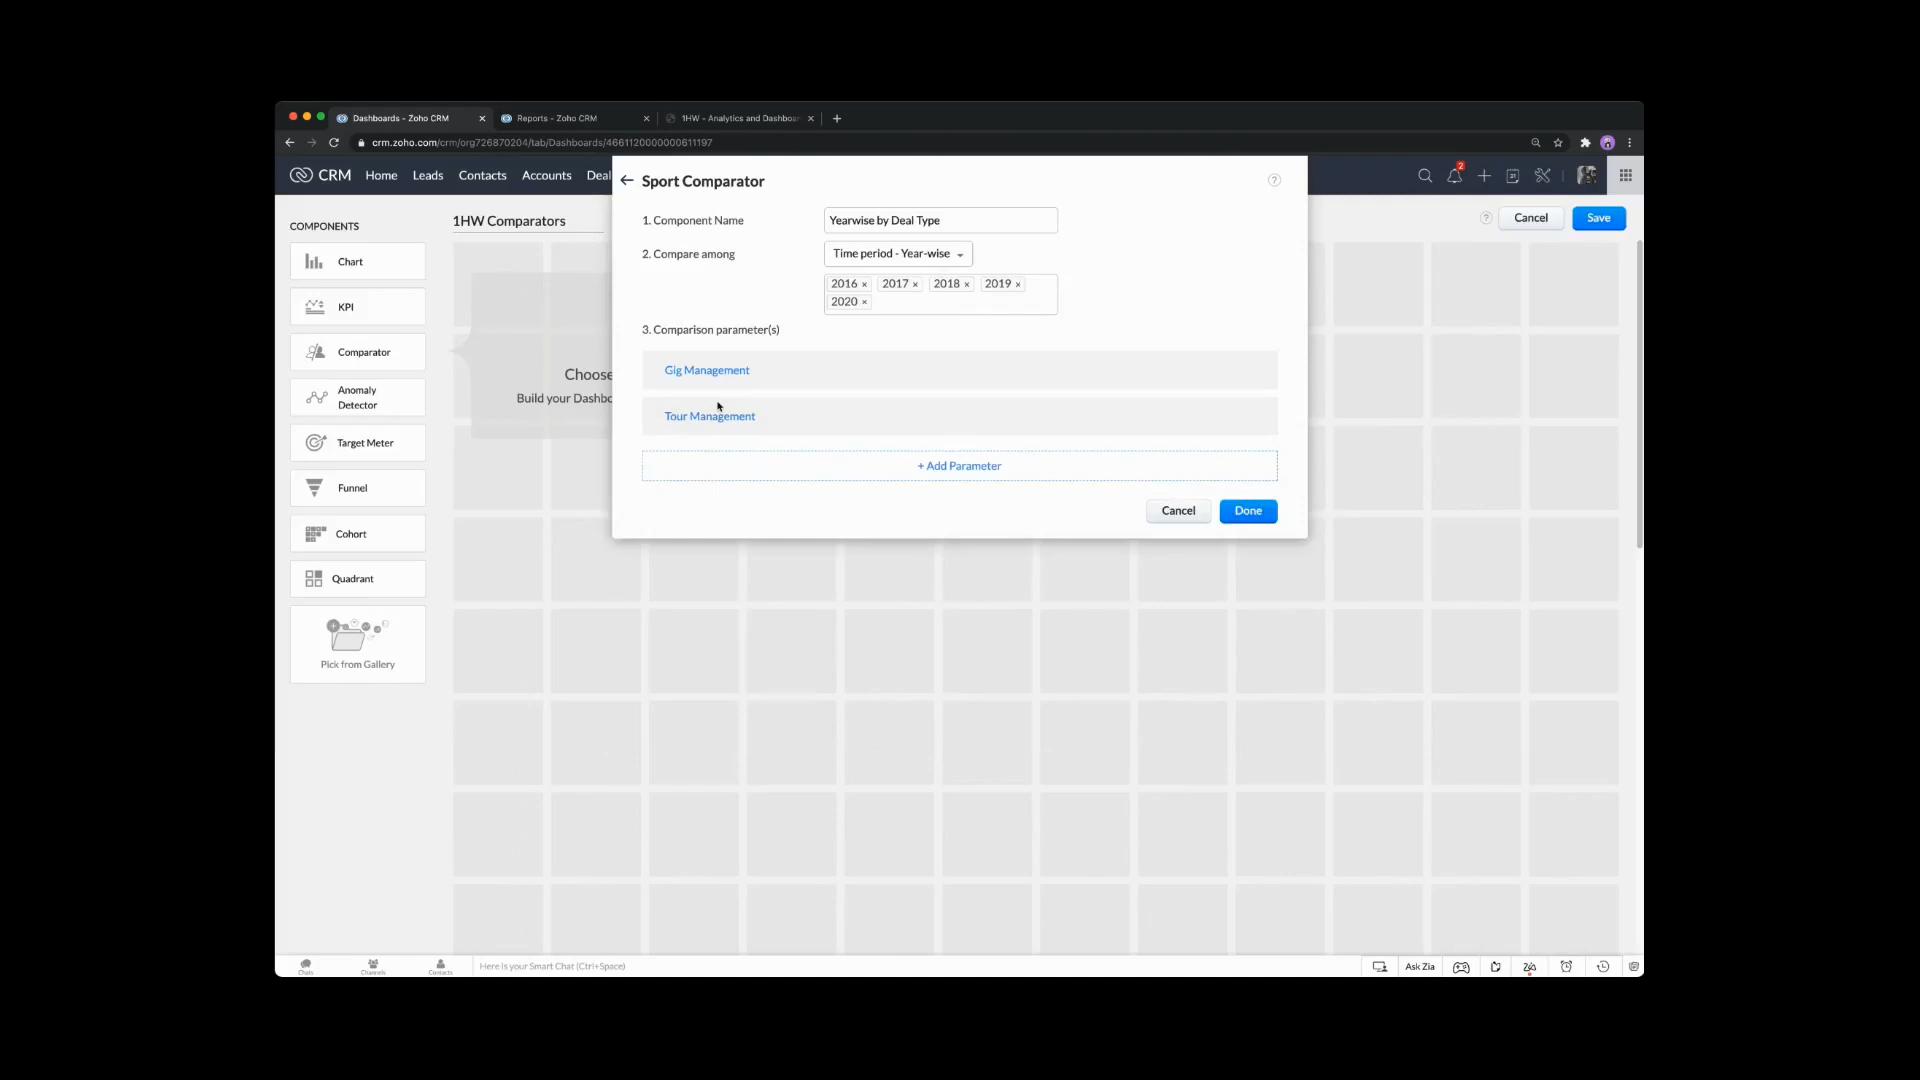 Dashboards - Zoho CRM
Reports - Zoho CRM
1HW - Analytics and Dashboar
crm.zoho.com/crm/org726870204/tab/Dashboards/4661120000000611197
CRM Home Leads Contacts Accounts Deal
2
Sport Comparator
?
1. Component Name
Yearwise by Deal Type
2. Compare among
Time period - Year-wise
2016 × 2017 × 2018 × 2019 ×
2020 ×
3. Comparison parameter(s)
Gig Management
Tour Management
+ Add Parameter
Cancel
Done
COMPONENTS
1HW Comparators
?
Cancel
Save
Chart
KPI
Comparator
Anomaly
Detector
Target Meter
Funnel
Cohort
Quadrant
Pick from Gallery
Choose
Build your Dashbo
Chats
Channels
Contacts
Here is your Smart Chat (Ctrl+Space)
Ask Zia